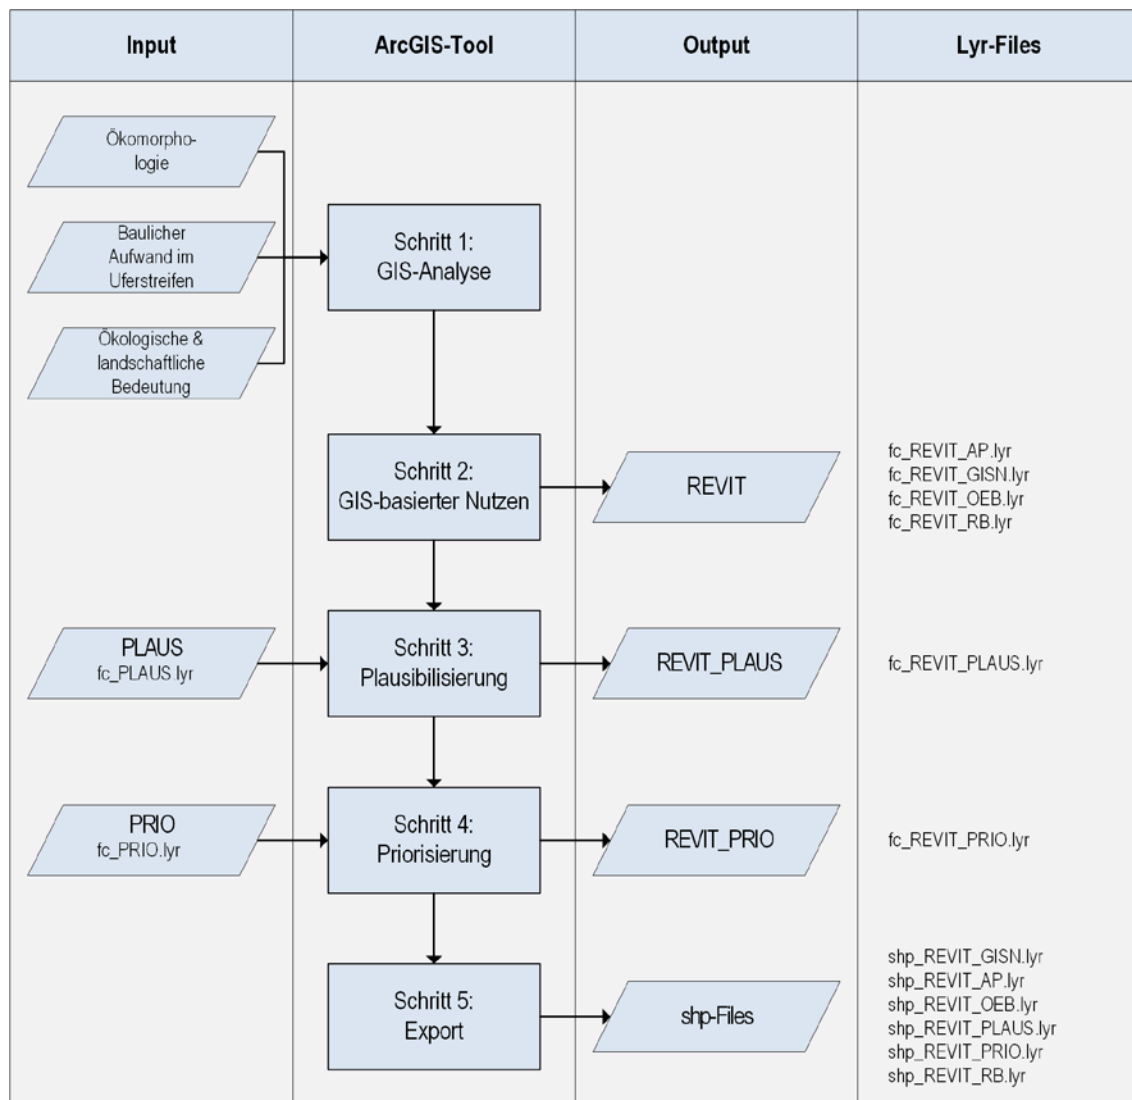 Input
ArcGIS-Tool
Output
Lyr-Files
Ökomorpho-
logie
Baulicher
Aufwand im
Uferstreifen
Ökologische &
landschaftliche
Bedeutung
Schritt 1:
GIS-Analyse
Schritt 2:
GIS-basierter Nutzen
REVIT
fc_REVIT_AP.lyr
fc_REVIT_GISN.lyr
fc_REVIT_OEB.lyr
fc_REVIT_RB.lyr
PLAUS
fc_PLAUS.lyr
Schritt 3:
Plausibilisierung
REVIT_PLAUS
fc_REVIT_PLAUS.lyr
PRIO
fc_PRIO.lyr
Schritt 4:
Priorisierung
REVIT_PRIO
fc_REVIT_PRIO.lyr
Schritt 5:
Export
shp-Files
shp_REVIT_GISN.lyr
shp_REVIT_AP.lyr
shp_REVIT_OEB.lyr
shp_REVIT_PLAUS.lyr
shp_REVIT_PRIO.lyr
shp_REVIT_RB.lyr